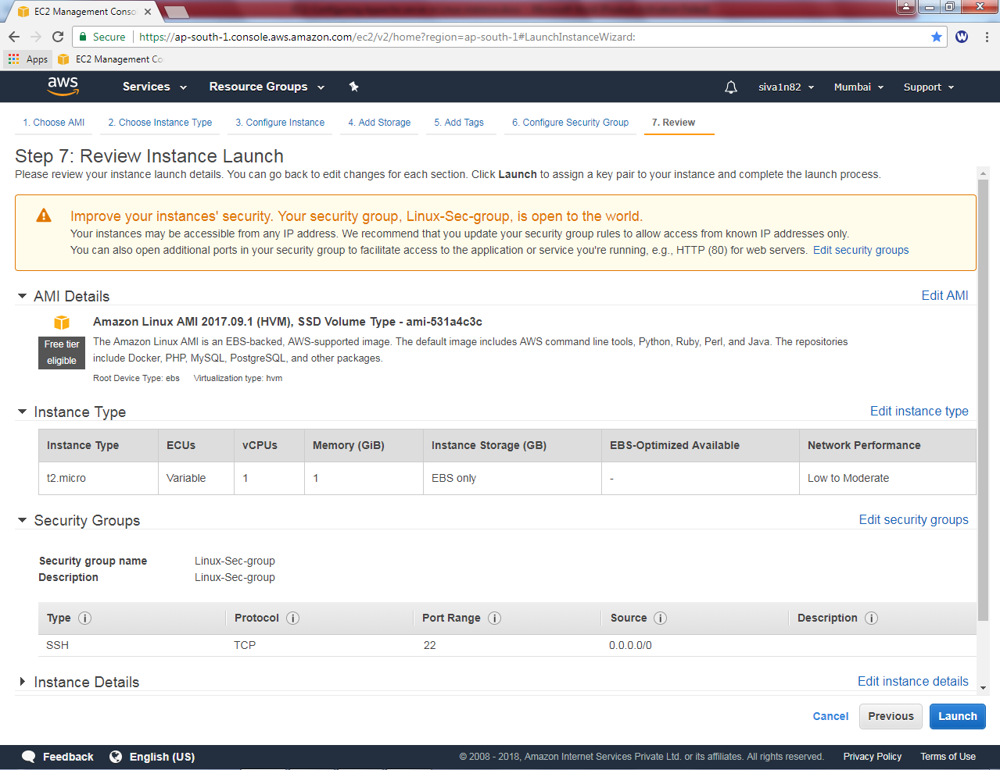 EC2 Management Conso
Secure https://ap-south-1.console.aws.amazon.com/ec2/v2/home?region=ap-south-1#LaunchInstanceWizard:
Apps EC2 Management Co
aws Services Resource Groups siva1n82 Mumbai Support
1. Choose AMI 2. Choose Instance Type 3. Configure Instance 4. Add Storage 5. Add Tags 6. Configure Security Group 7. Review
Step 7: Review Instance Launch
Please review your instance launch details. You can go back to edit changes for each section. Click Launch to assign a key pair to your instance and complete the launch process.
Improve your instances' security. Your security group, Linux-Sec-group, is open to the world.
Your instances may be accessible from any IP address. We recommend that you update your security group rules to allow access from known IP addresses only.
You can also open additional ports in your security group to facilitate access to the application or service you're running, e.g., HTTP (80) for web servers. Edit security groups
AMI Details Edit AMI
Amazon Linux AMI 2017.09.1 (HVM), SSD Volume Type - ami-531a4c3c
Free tier
eligible
The Amazon Linux AMI is an EBS-backed, AWS-supported image. The default image includes AWS command line tools, Python, Ruby, Perl, and Java. The repositories
include Docker, PHP, MySQL, PostgreSQL, and other packages.
Root Device Type: ebs Virtualization type: hvm
Instance Type Edit instance type
Instance Type ECUs vCPUs Memory (GiB) Instance Storage (GB) EBS-Optimized Available Network Performance
t2.micro Variable 1 1 EBS only - Low to Moderate
Security Groups Edit security groups
Security group name Linux-Sec-group
Description Linux-Sec-group
Type Protocol Port Range Source Description
SSH TCP 22 0.0.0.0/0
Instance Details Edit instance details
Cancel Previous Launch
Feedback English (US) © 2008 - 2018, Amazon Internet Services Private Ltd. or its affiliates. All rights reserved. Privacy Policy Terms of Use